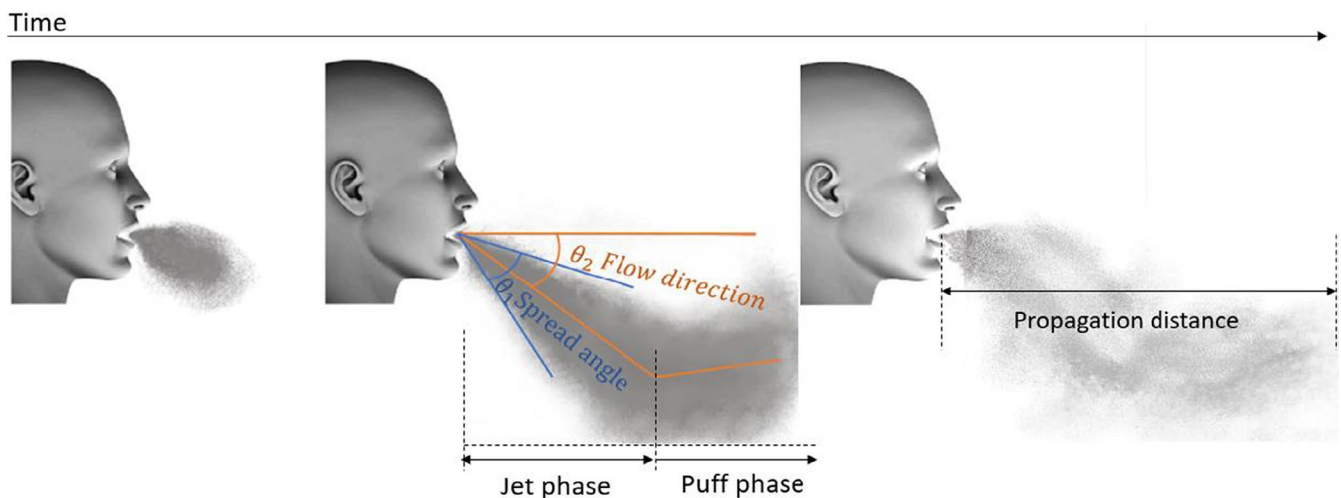 Time
θ₂ Flow direction
θ₁ Spread angle
Propagation distance
Jet phase
Puff phase